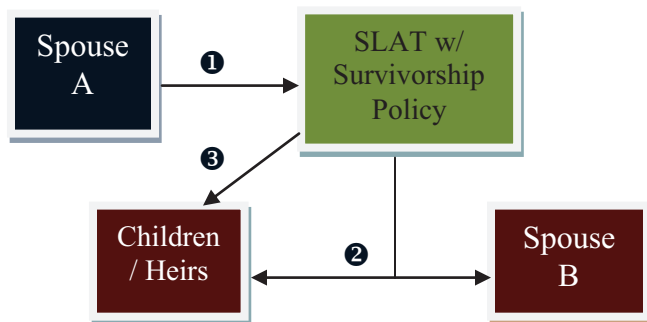 Spouse
A
❶
SLAT w/
Survivorship
Policy
❸
Children
/ Heirs
❷
Spouse
B